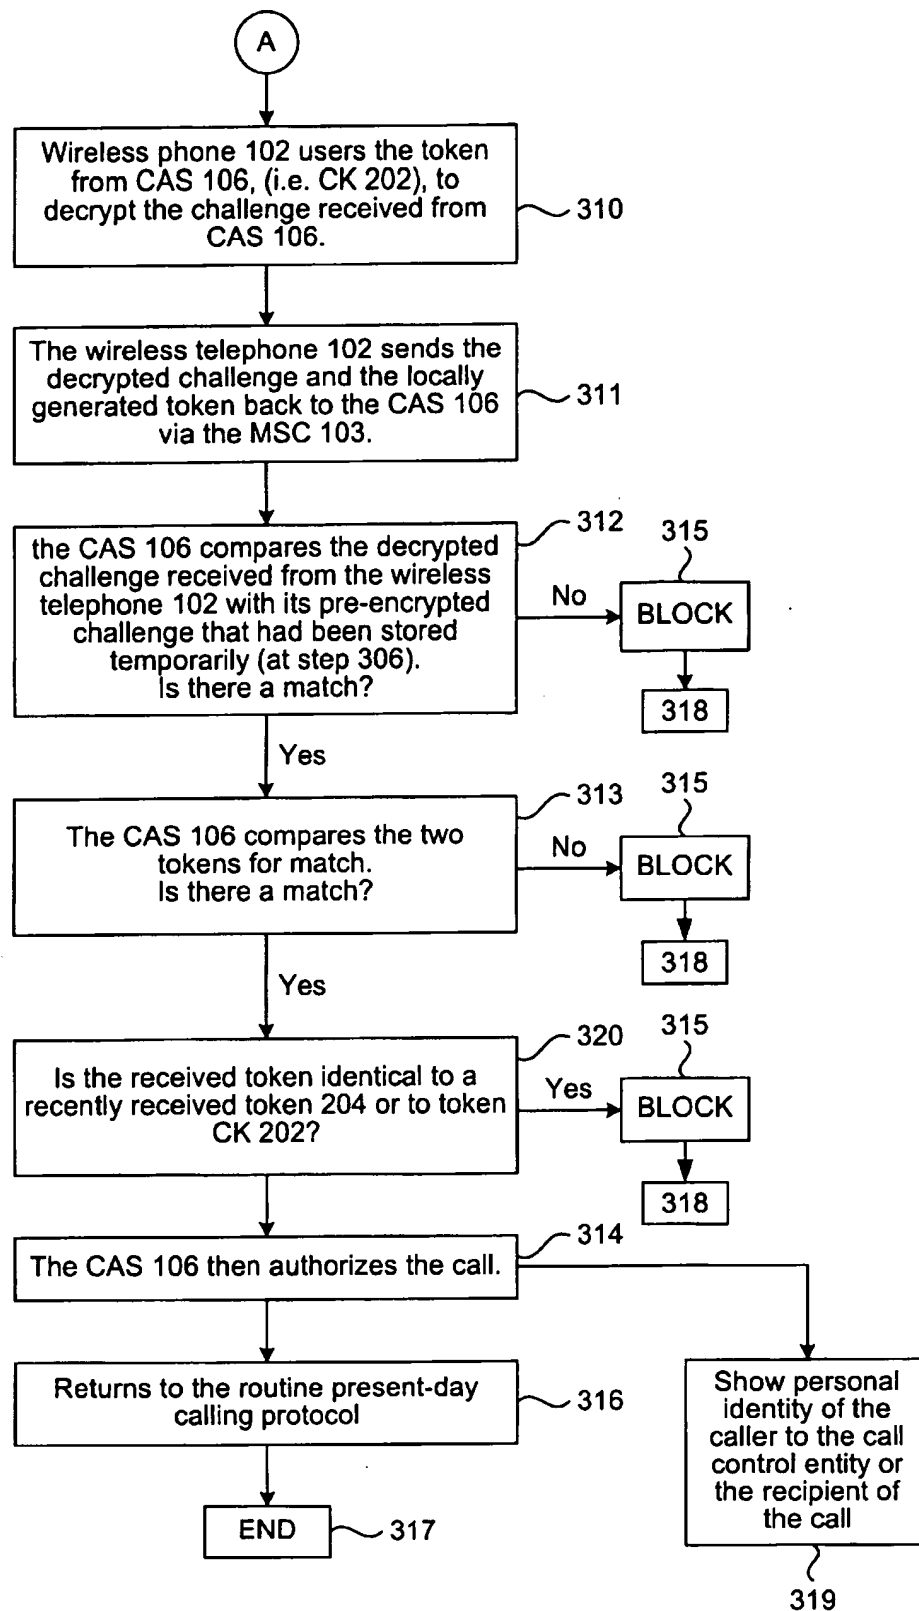 A
Wireless phone 102 users the token
from CAS 106, (i.e. CK 202), to
decrypt the challenge received from
CAS 106.
310
The wireless telephone 102 sends the
decrypted challenge and the locally
generated token back to the CAS 106
via the MSC 103.
311
312
the CAS 106 compares the decrypted
challenge received from the wireless
telephone 102 with its pre-encrypted
challenge that had been stored
temporarily (at step 306).
Is there a match?
No
315
BLOCK
318
Yes
313
The CAS 106 compares the two
tokens for match.
Is there a match?
No
315
BLOCK
318
Yes
320
Is the received token identical to a
recently received token 204 or to token
CK 202?
Yes
315
BLOCK
318
314
The CAS 106 then authorizes the call.
Returns to the routine present-day
calling protocol
316
END
317
Show personal
identity of the
caller to the call
control entity or
the recipient of
the call
319